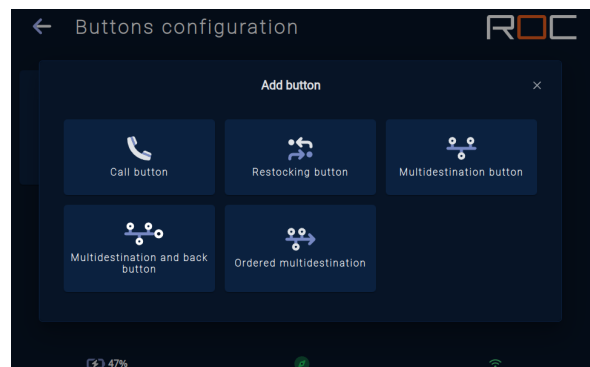 Buttons configuration
ROC
Add button
Call button
Restocking button
Multidestination button
Multidestination and back
button
Ordered multidestination
47%